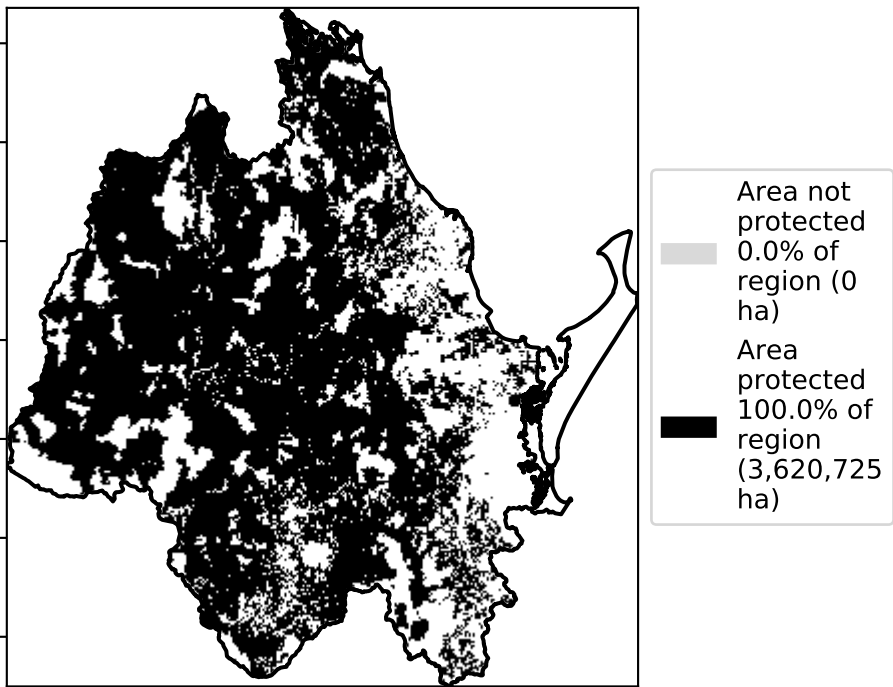 Area not
protected
0.0% of
region (0
ha)
Area
protected
100.0% of
region
(3,620,725
ha)